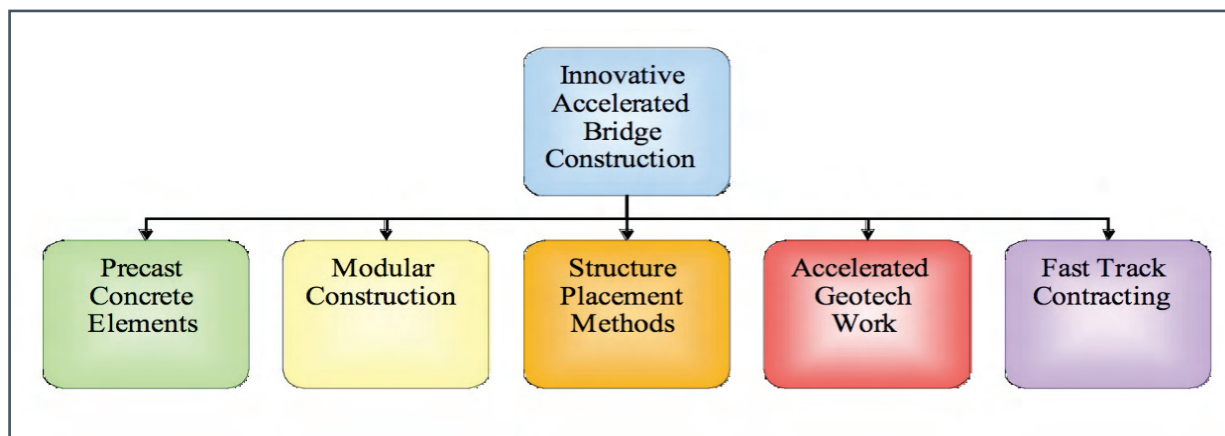 Innovative
Accelerated
Bridge
Construction
Precast
Concrete
Elements
Modular
Construction
Structure
Placement
Methods
Accelerated
Geotech
Work
Fast Track
Contracting